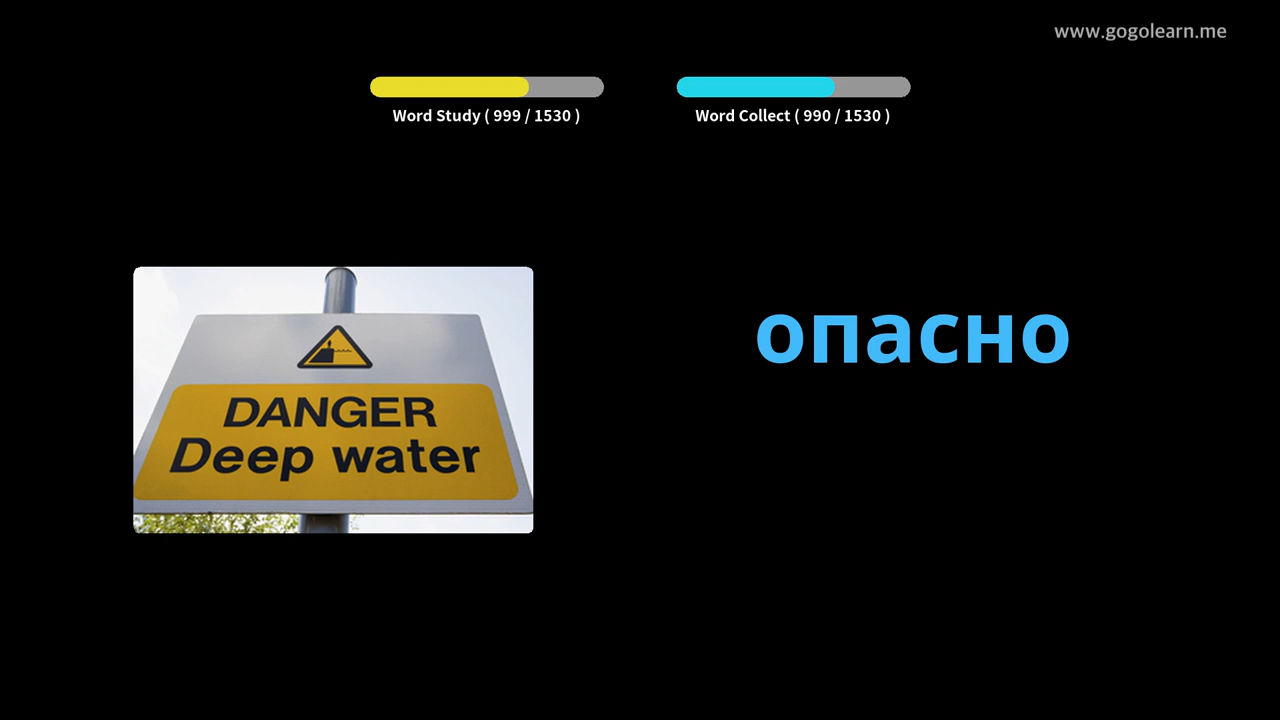 www.gogolearn.me
Word Study ( 999 / 1530 )
Word Collect ( 990 / 1530 )
DANGER
Deep water
опасно